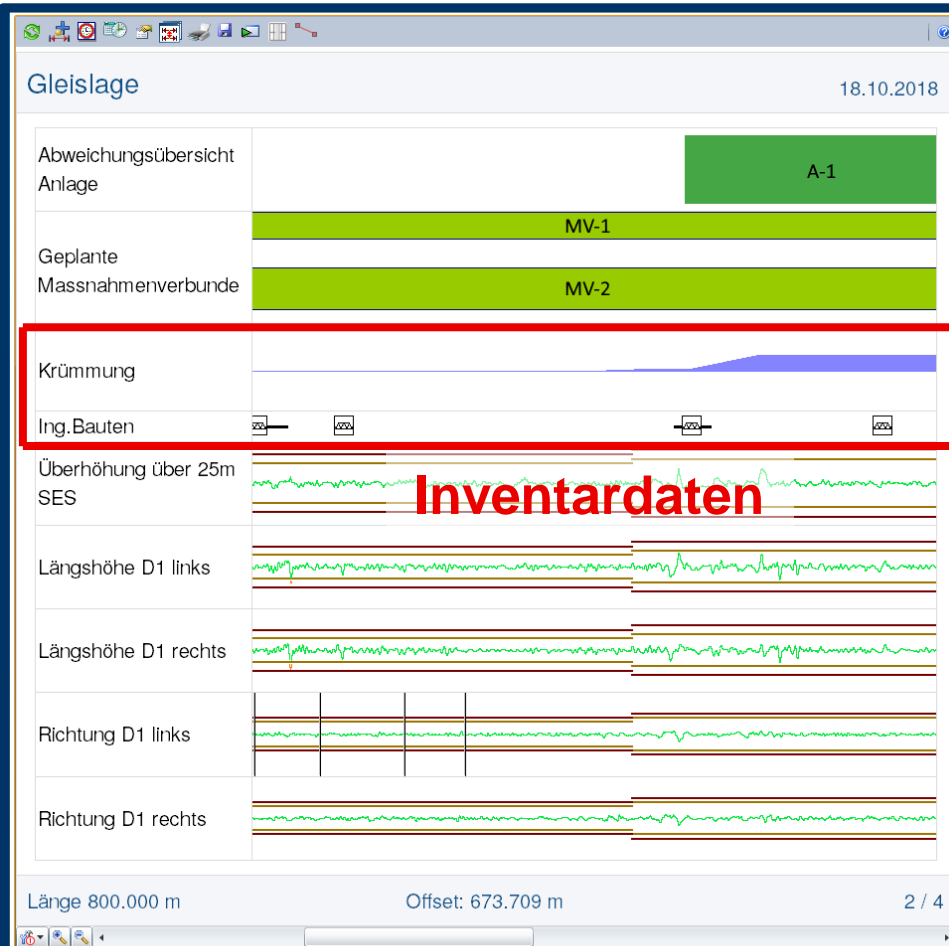 Gleislage
18.10.2018
Abweichungsübersicht
Anlage
A-1
Geplante
Massnahmenverbunde
MV-1
MV-2
Krümmung
Ing.Bauten
Überhöhung über 25m
SES
Inventardaten
Längshöhe D1 links
Längshöhe D1 rechts
Richtung D1 links
Richtung D1 rechts
Länge 800.000 m
Offset: 673.709 m
2 / 4